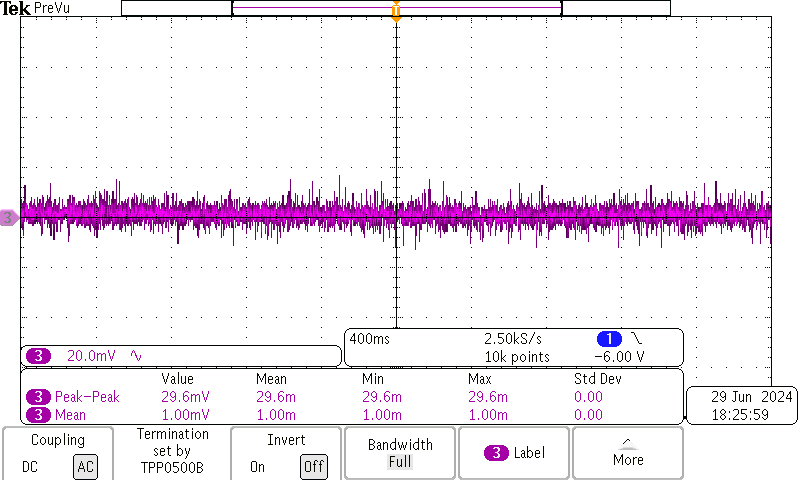 Tek PreVu
T
3
3 20.0mV
400ms 2.50kS/s 1
10k points -6.00 V
Value Mean Min Max Std Dev
3 Peak-Peak 29.6mV 29.6m 29.6m 29.6m 0.00
3 Mean 1.00mV 1.00m 1.00m 1.00m 0.00
29 Jun 2024
18:25:59
Coupling
DC AC
Termination
set by
TPP0500B
Invert
On Off
Bandwidth
Full
3 Label
More